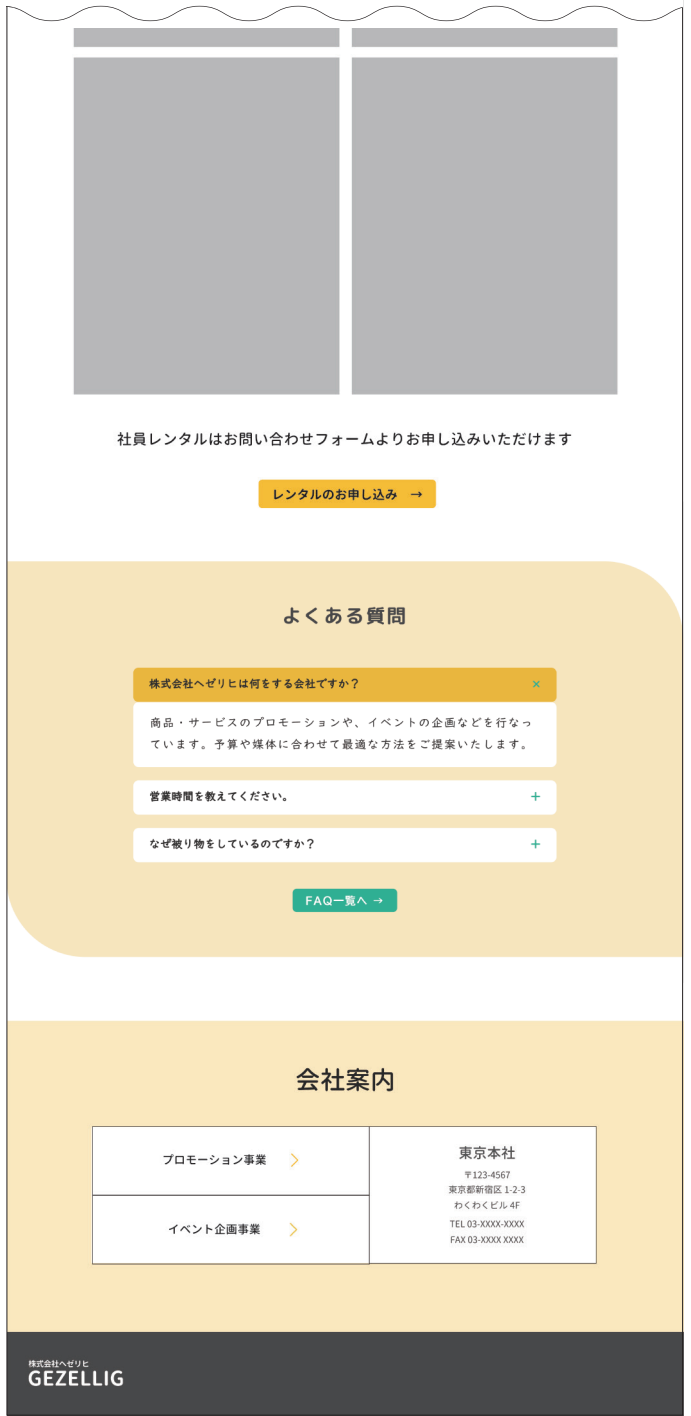 社員レンタルはお問い合わせフォームよりお申し込みいただけます
レンタルのお申し込み →
よくある質問
株式会社ヘゼリヒは何をする会社ですか？ ×
商品・サービスのプロモーションや、イベントの企画などを行なっ
ています。予算や媒体に合わせて最適な方法をご提案いたします。
営業時間を教えてください。 +
なぜ被り物をしているのですか？ +
FAQ一覧へ →
会社案内
プロモーション事業
イベント企画事業
東京本社
〒123-4567
東京都新宿区 1-2-3
わくわくビル 4F
TEL 03-XXXX-XXXX
FAX 03-XXXX XXXX
株式会社ヘゼリヒ
GEZELLIG